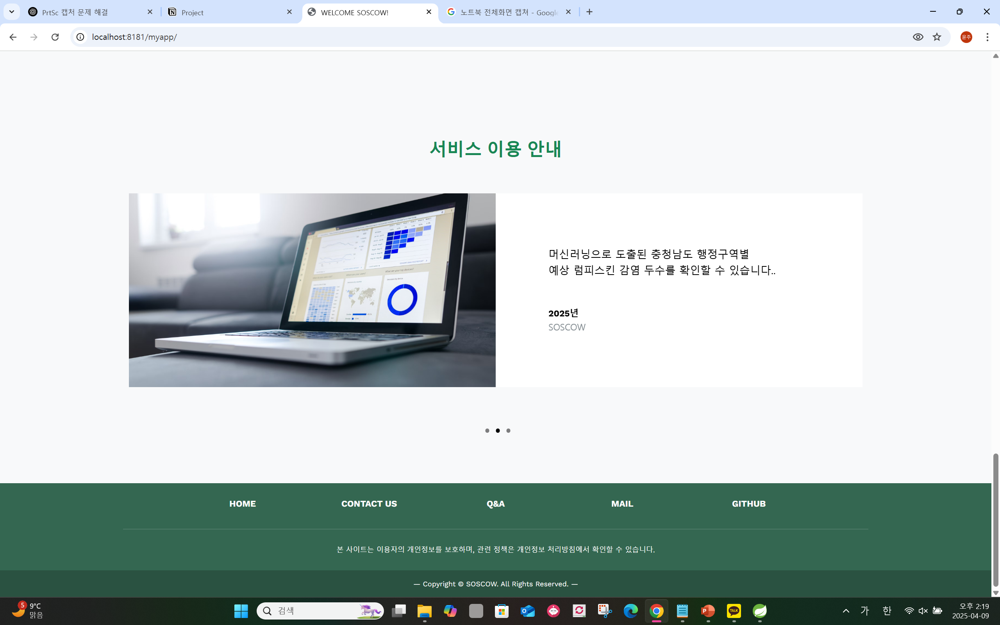 PrtSc 캡처 문제 해결
Project
WELCOME SOSCOW!
노트북 전체화면 캡쳐 - Google
localhost:8181/myapp/
윤주
서비스 이용 안내
머신러닝으로 도출된 충청남도 행정구역별
예상 럼피스킨 감염 두수를 확인할 수 있습니다..
2025년
SOSCOW
HOME
CONTACT US
Q&A
MAIL
GITHUB
본 사이트는 이용자의 개인정보를 보호하며, 관련 정책은 개인정보 처리방침에서 확인할 수 있습니다.
— Copyright © SOSCOW. All Rights Reserved. —
5
9°C
맑음
검색
TALK
가
한
오후 2:19
2025-04-09